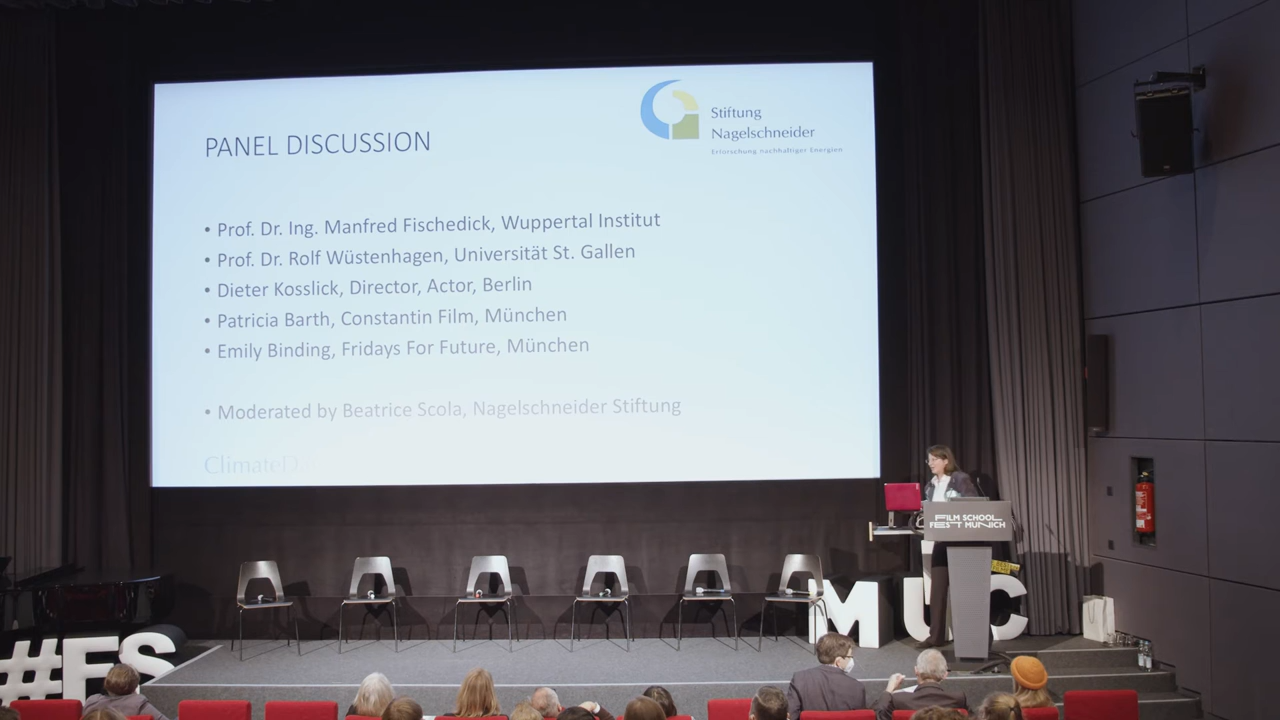 PANEL DISCUSSION
Stiftung
Nagelschneider
Erforschung nachhaltiger Energien
• Prof. Dr. Ing. Manfred Fischedick, Wuppertal Institut
• Prof. Dr. Rolf Wüstenhagen, Universität St. Gallen
• Dieter Kosslick, Director, Actor, Berlin
• Patricia Barth, Constantin Film, München
• Emily Binding, Fridays For Future, München
• Moderated by Beatrice Scola, Nagelschneider Stiftung
FILM SCHOOL
FEST MUNICH
#FS
MUC